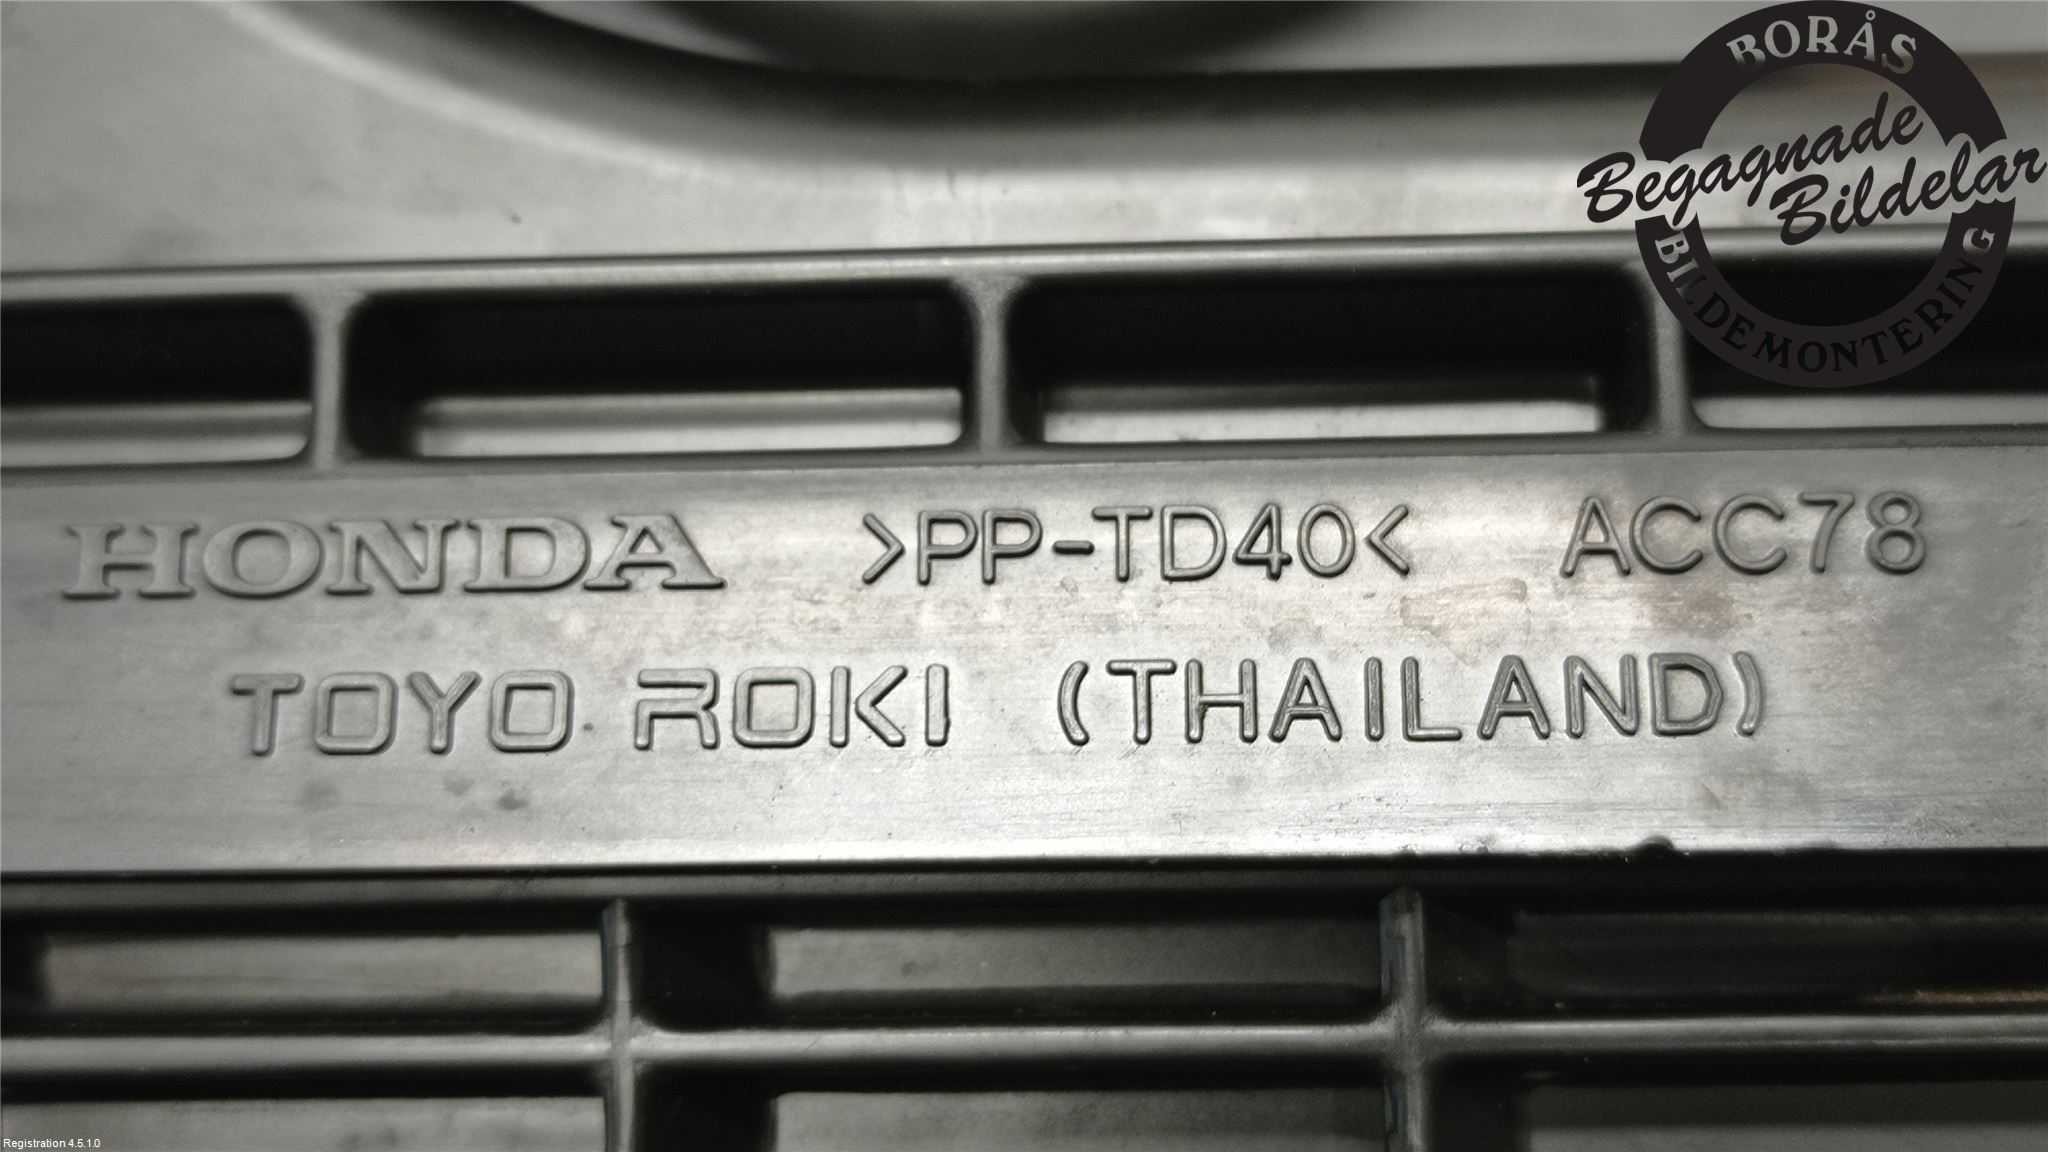 BORÅS
Begagnade
Bildelar
BILDEMONTERING
HONDA >PP-TD40< ACC78
TOYO ROKI (THAILAND)
Registration 4.5.1.0